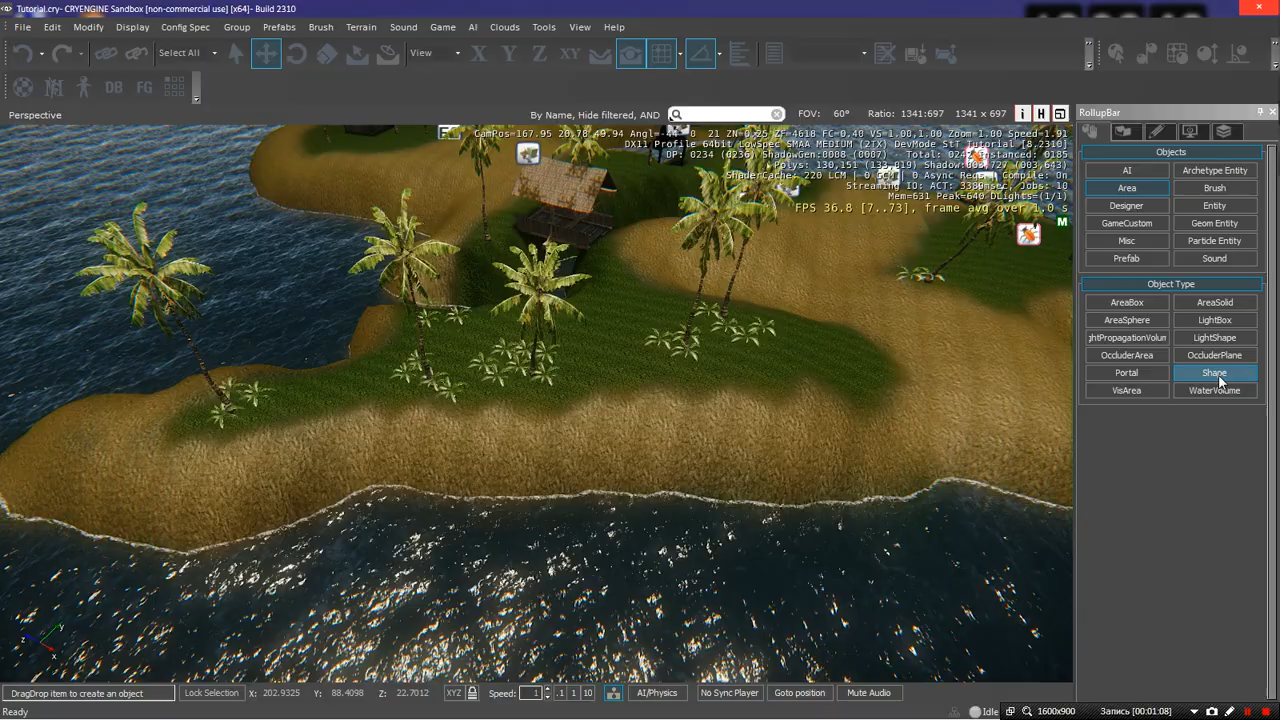 Tutorial.cry- CRYENGINE Sandbox [non-commercial use] [x64]- Build 2310
File Edit Modify Display Config Spec Group Prefabs Brush Terrain Sound Game AI Clouds Tools View Help
Select All View X Y Z XY
DB FG
Perspective By Name, Hide filtered, AND FOV: 60° Ratio: 1341:697 1341 x 697 i H
RollupBar
DX11 Profile 64bit LowSpec SMAA MEDIUM (2TX) DevMode StT Tutorial [8.2310]
FPS 36.8 [7..73], frame avg over 1.0 s
M
Objects
AI Archetype Entity
Area Brush
Designer Entity
GameCustom Geom Entity
Misc Particle Entity
Prefab Sound
Object Type
AreaBox AreaSolid
AreaSphere LightBox
ghtPropagationVolum LightShape
OccluderArea OccluderPlane
Portal Shape
VisArea WaterVolume
z y x
DragDrop item to create an object Lock Selection X: 202.9325 Y: 88.4098 Z: 22.7012 XYZ Speed: 1 .1 1 10 AI/Physics No Sync Player Goto position Mute Audio
Ready Idle 1600x900 Запись [00:01:08]